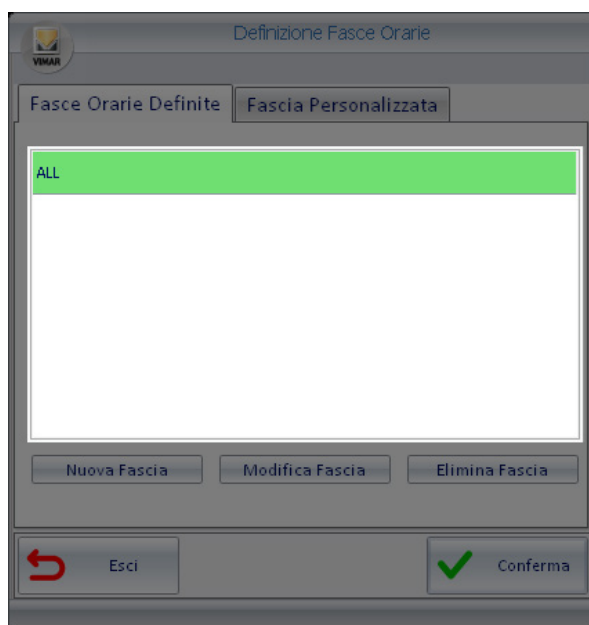 Definizione Fasce Orarie
VIMAR
Fasce Orarie Definite Fascia Personalizzata
ALL
Nuova Fascia Modifica Fascia Elimina Fascia
Esci Conferma